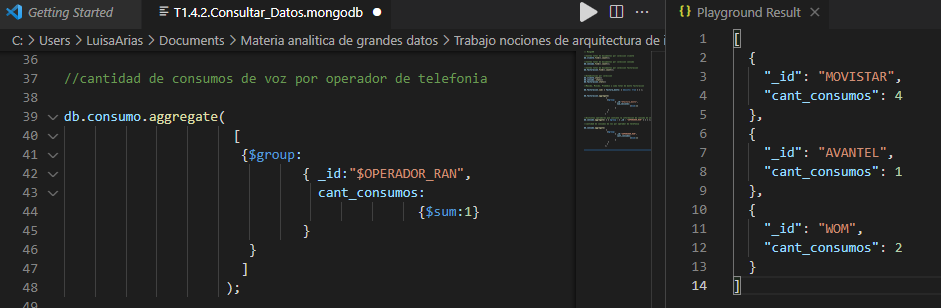 Getting Started
T1.4.2.Consultar_Datos.mongodb
C: > Users > LuisaArias > Documents > Materia analitica de grandes datos > Trabajo nociones de arquitectura de i
36
37 //cantidad de consumos de voz por operador de telefonia
38
39 db.consumo.aggregate(
40 [
41 {$group:
42 { _id:"$OPERADOR_RAN",
43 cant_consumos:
44 {$sum:1}
45 }
46 }
47 ]
48 );
49
{} Playground Result
1 [
2 {
3 "_id": "MOVISTAR",
4 "cant_consumos": 4
5 },
6 {
7 "_id": "AVANTEL",
8 "cant_consumos": 1
9 },
10 {
11 "_id": "WOM",
12 "cant_consumos": 2
13 }
14 ]